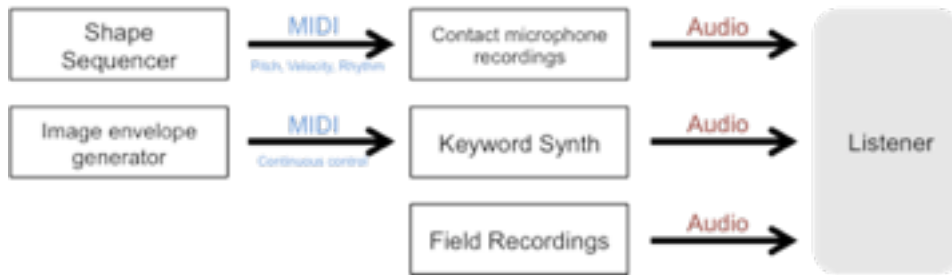 Shape
Sequencer
MIDI
Pitch, Velocity, Rhythm
Contact microphone
recordings
Audio
Image envelope
generator
MIDI
Continuous control
Keyword Synth
Audio
Listener
Field Recordings
Audio